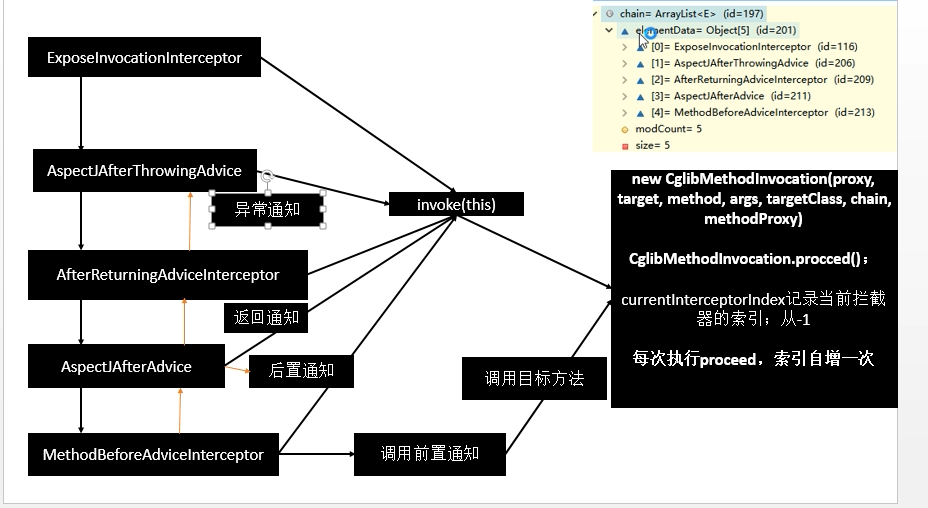 chain= ArrayList<E> (id=197)
elementData= Object[5] (id=201)
[0]= ExposeInvocationInterceptor (id=116)
[1]= AspectJAfterThrowingAdvice (id=206)
[2]= AfterReturningAdviceInterceptor (id=209)
[3]= AspectJAfterAdvice (id=211)
[4]= MethodBeforeAdviceInterceptor (id=213)
modCount= 5
size= 5
ExposeInvocationInterceptor
AspectJAfterThrowingAdvice
异常通知
invoke(this)
AfterReturningAdviceInterceptor
返回通知
AspectJAfterAdvice
后置通知
调用目标方法
MethodBeforeAdviceInterceptor
调用前置通知
new CglibMethodInvocation(proxy,
target, method, args, targetClass, chain,
methodProxy)
CglibMethodInvocation.procced();
currentInterceptorIndex记录当前拦截
器的索引；从-1
每次执行proceed，索引自增一次